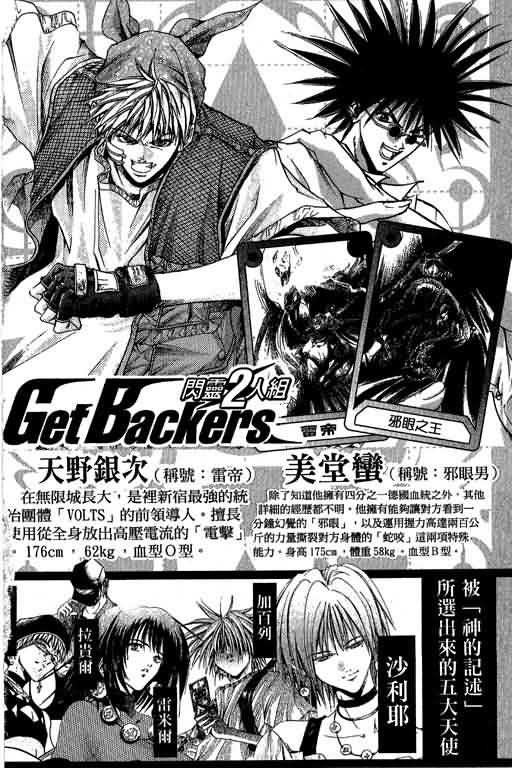 閃靈2人組
Get Backers
雷帝
邪眼之王
天野銀次(稱號:雷帝)
在無限城長大,是裡新宿最強的統
治團體「VOLTS」的前領導人。擅長
使用從全身放出高壓電流的「電擊」
。176cm,62kg,血型O型。
美堂蠻(稱號:邪眼男)
除了知道他擁有四分之一德國血統之外,其他
詳細的經歷都不明。他擁有能夠讓對方看到一
分鐘幻覺的「邪眼」,以及運用握力高達兩百公
斤的力量撕裂對方身體的「蛇咬」這兩項特殊
能力。身高175cm,體重58kg,血型B型。
被「神的記述」
所選出來的五大天使
沙利耶
加百列
雷米爾
拉貴爾